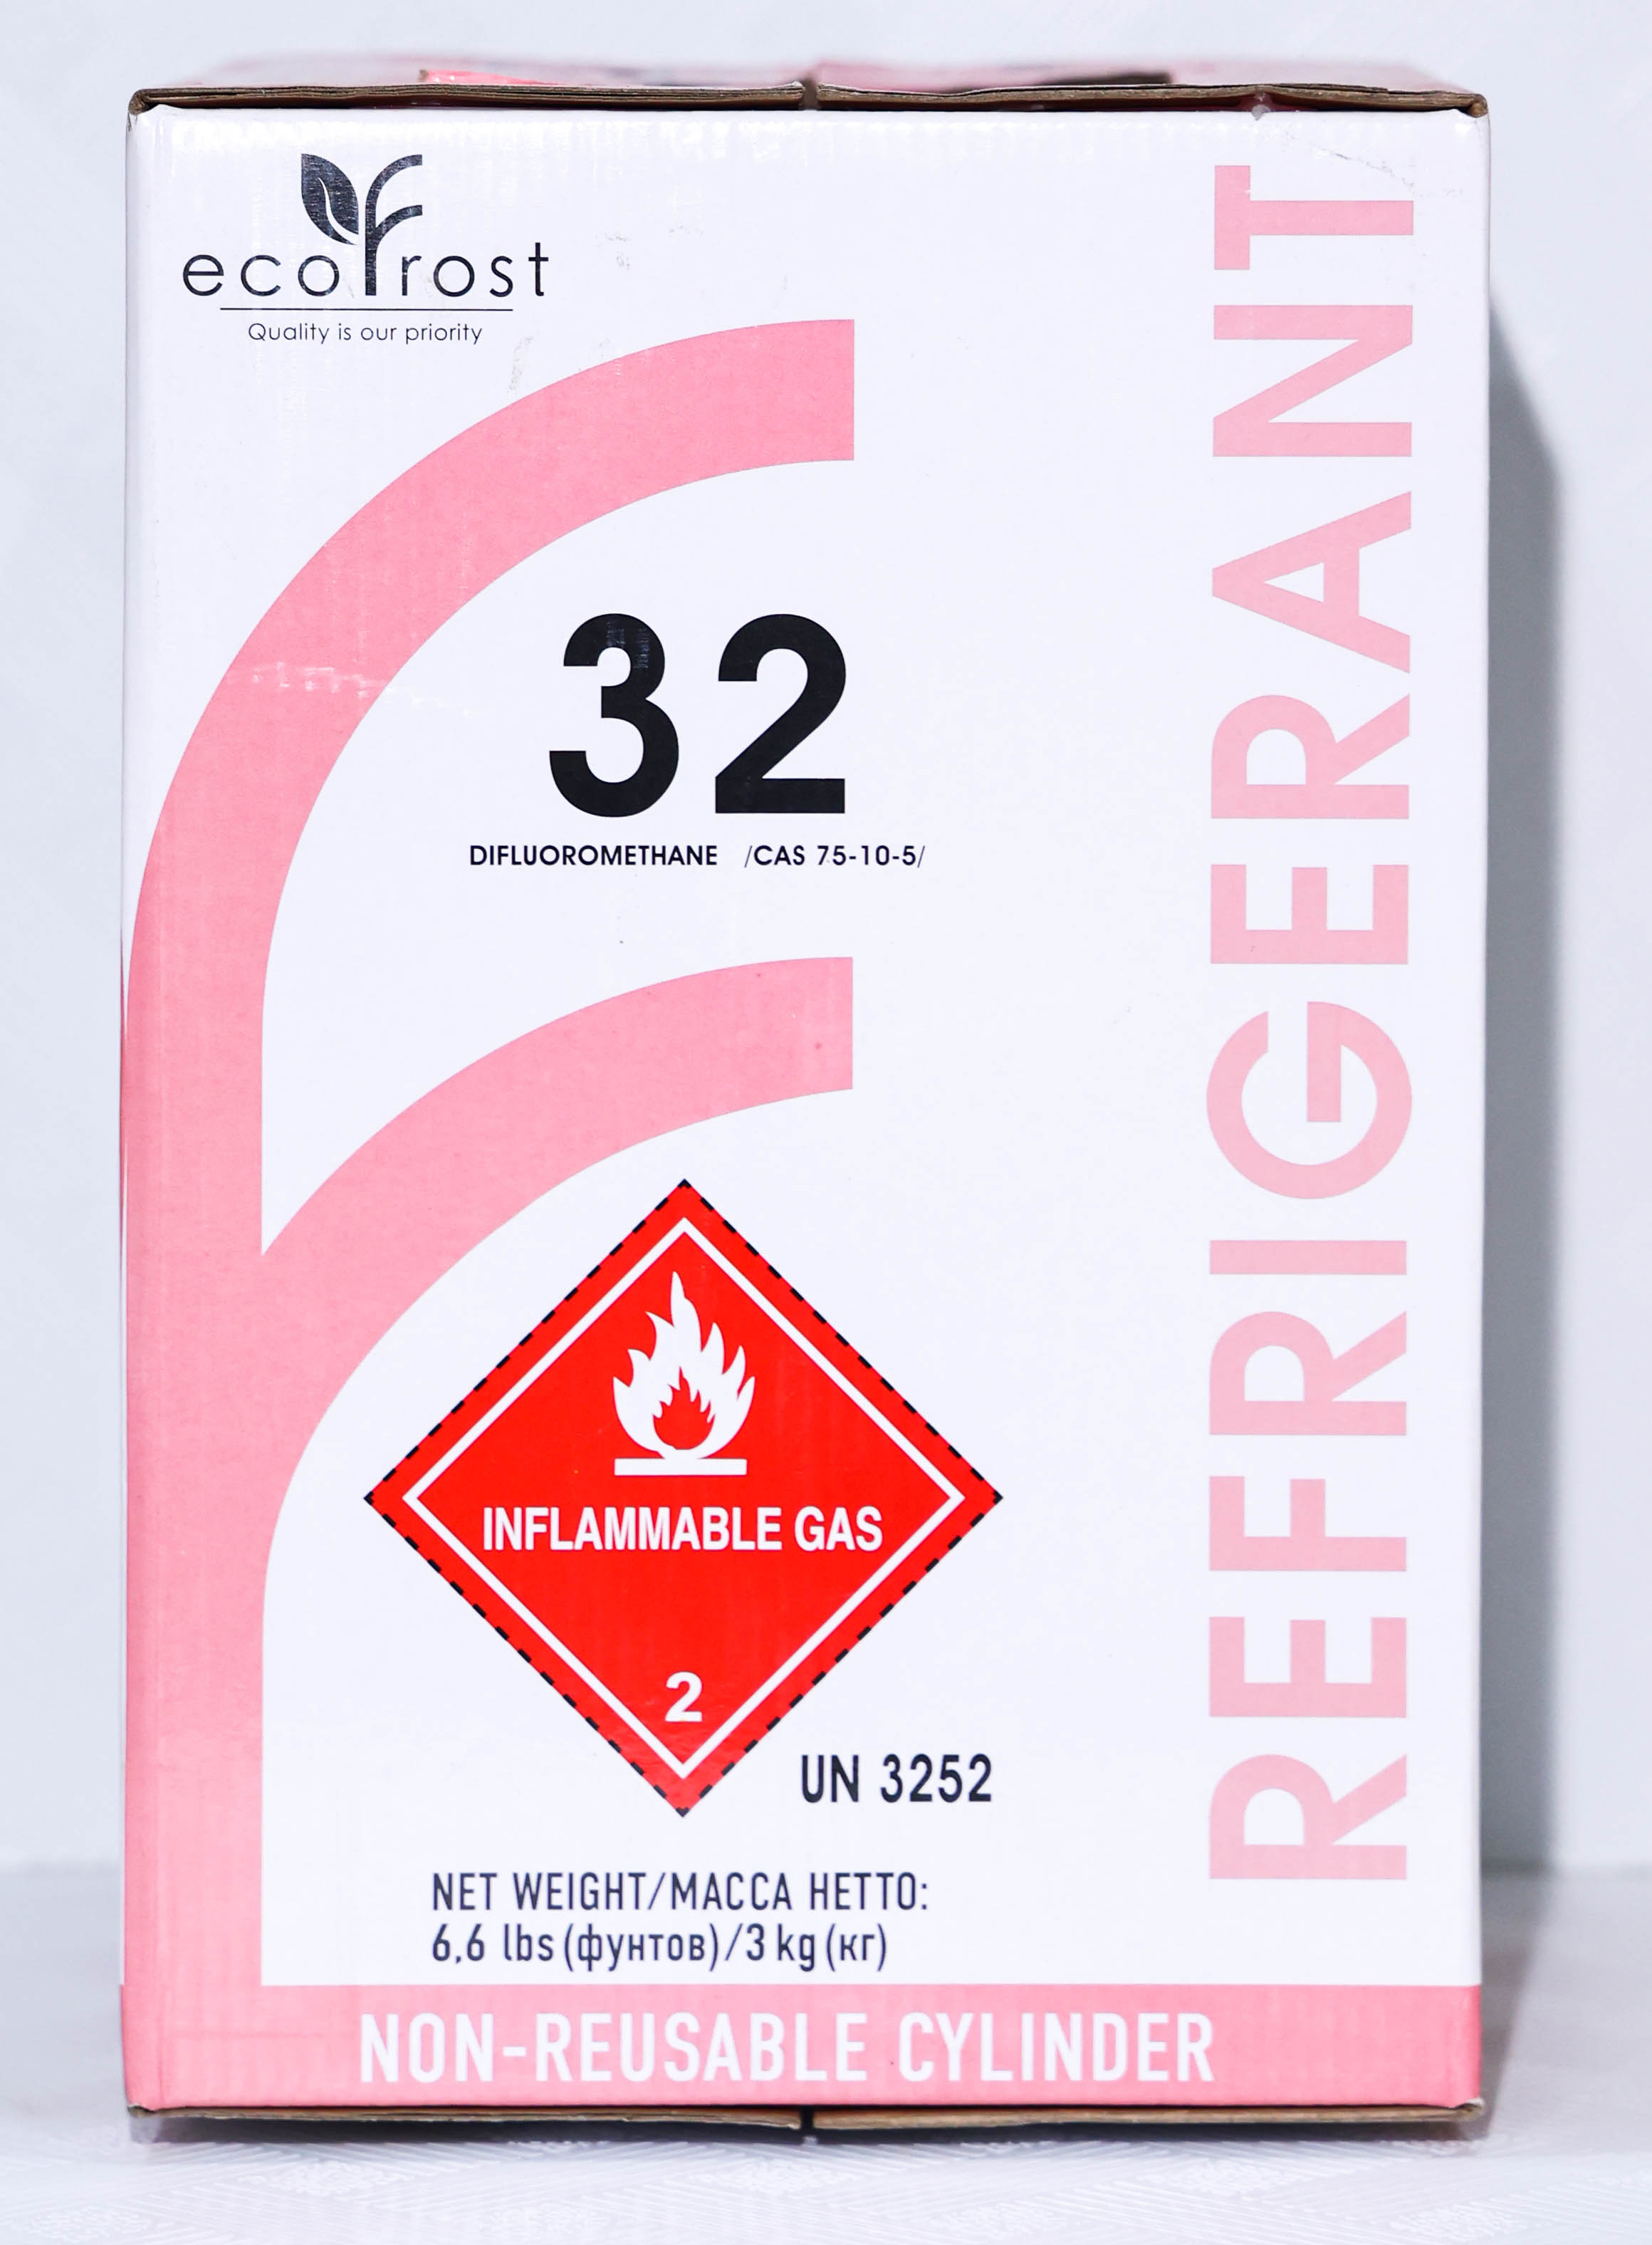 ecofrost
Quality is our priority
REFRIGERANT
32
DIFLUOROMETHANE /CAS 75-10-5/
INFLAMMABLE GAS
2
UN 3252
NET WEIGHT/МАССА НЕТТО:
6,6 lbs (фунтов)/3 kg (кг)
NON-REUSABLE CYLINDER